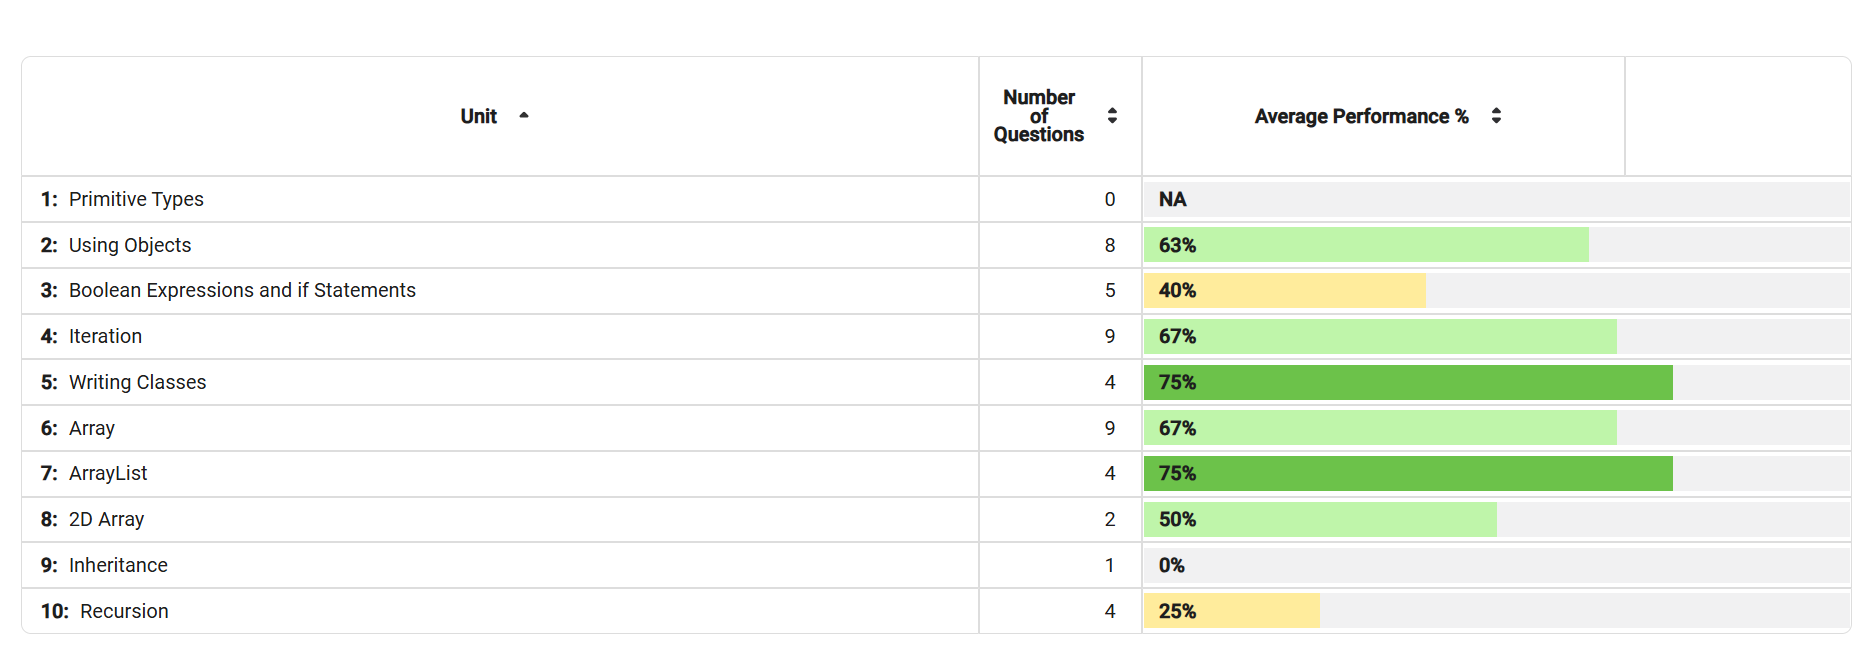 Unit
Number
of
Questions
Average Performance %
1: Primitive Types 0 NA
2: Using Objects 8 63%
3: Boolean Expressions and if Statements 5 40%
4: Iteration 9 67%
5: Writing Classes 4 75%
6: Array 9 67%
7: ArrayList 4 75%
8: 2D Array 2 50%
9: Inheritance 1 0%
10: Recursion 4 25%